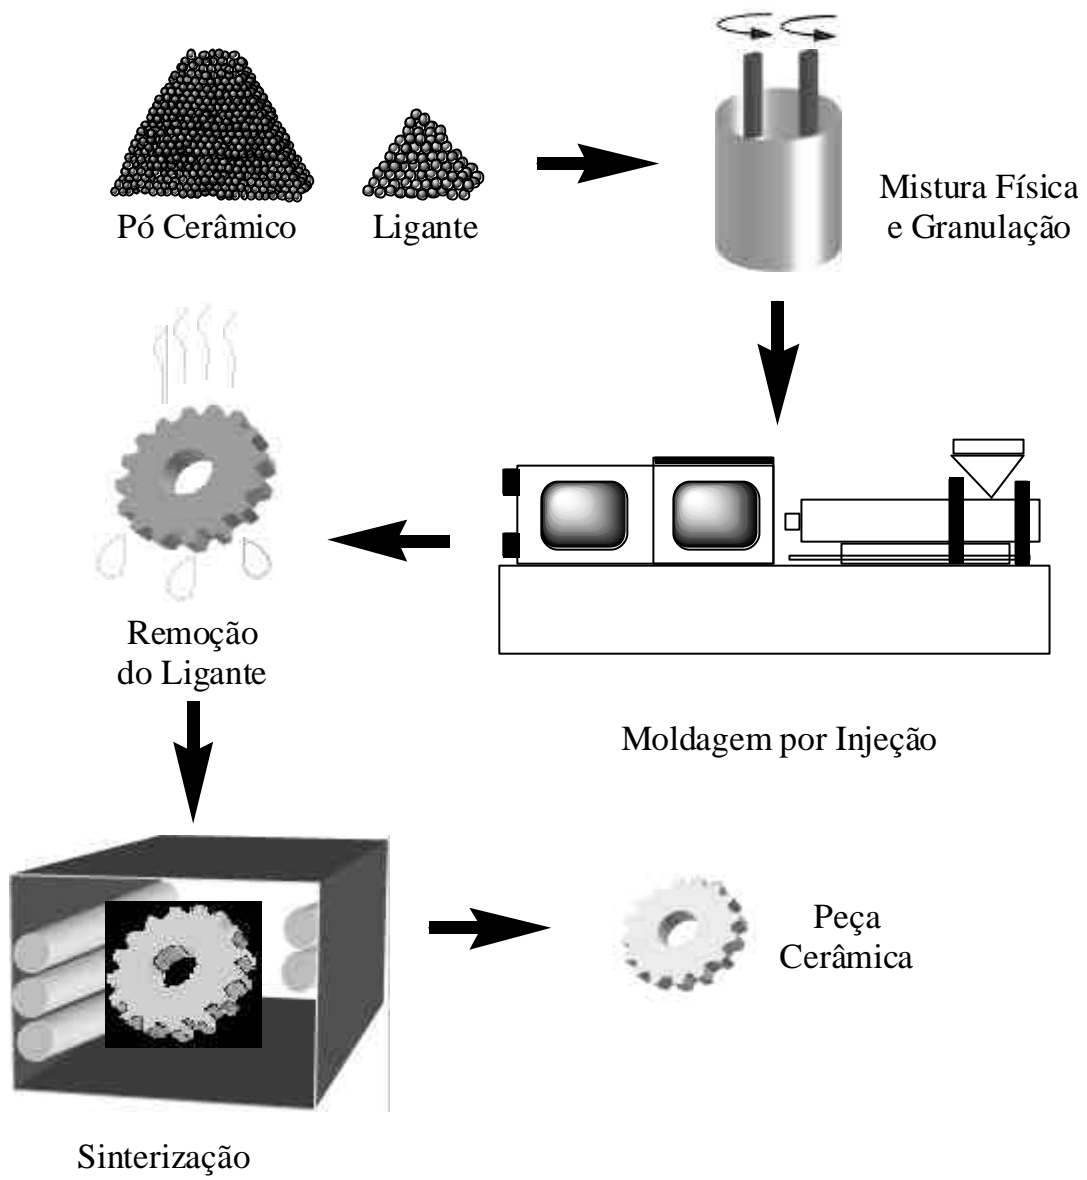 Pó Cerâmico
Ligante
Mistura Física
e Granulação
Remoção
do Ligante
Moldagem por Injeção
Peça
Cerâmica
Sinterização